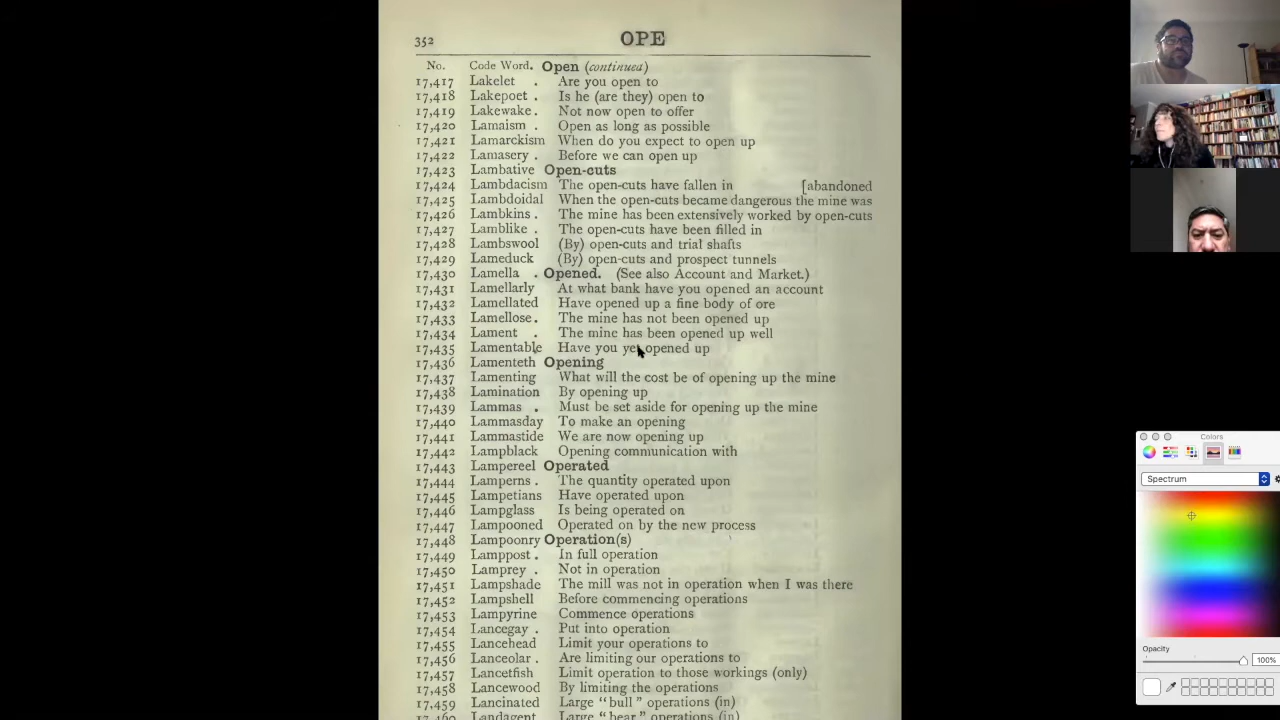 352 OPE
No. Code Word. Open (continued)
17,417 Lakelet . Are you open to
17,418 Lakepoet . Is he (are they) open to
17,419 Lakewake . Not now open to offer
17,420 Lamaism . Open as long as possible
17,421 Lamarckism When do you expect to open up
17,422 Lamasery . Before we can open up
17,423 Lambative Open-cuts
17,424 Lambdacism The open-cuts have fallen in [abandoned
17,425 Lambdoidal When the open-cuts became dangerous the mine was
17,426 Lambkins . The mine has been extensively worked by open-cuts
17,427 Lamblike . The open-cuts have been filled in
17,428 Lambswool (By) open-cuts and trial shafts
17,429 Lameduck (By) open-cuts and prospect tunnels
17,430 Lamella . Opened. (See also Account and Market.)
17,431 Lamellarly At what bank have you opened an account
17,432 Lamellated Have opened up a fine body of ore
17,433 Lamellose . The mine has not been opened up
17,434 Lament . The mine has been opened up well
17,435 Lamentable Have you yet opened up
17,436 Lamenteth Opening
17,437 Lamenting What will the cost be of opening up the mine
17,438 Lamination By opening up
17,439 Lammas . Must be set aside for opening up the mine
17,440 Lammasday To make an opening
17,441 Lammastide We are now opening up
17,442 Lampblack Opening communication with
17,443 Lampereel Operated
17,444 Lamperns . The quantity operated upon
17,445 Lampetians Have operated upon
17,446 Lampglass Is being operated on
17,447 Lampooned Operated on by the new process
17,448 Lampoonry Operation(s)
17,449 Lamppost . In full operation
17,450 Lamprey . Not in operation
17,451 Lampshade The mill was not in operation when I was there
17,452 Lampshell Before commencing operations
17,453 Lampyrine Commence operations
17,454 Lancegay . Put into operation
17,455 Lancehead Limit your operations to
17,456 Lanceolar . Are limiting our operations to
17,457 Lancetfish Limit operation to those workings (only)
17,458 Lancewood By limiting the operations
17,459 Lancinated Large "bull" operations (in)
17,460 Landagent Large "bear" operations (in)
Colors
Spectrum
Opacity
100%